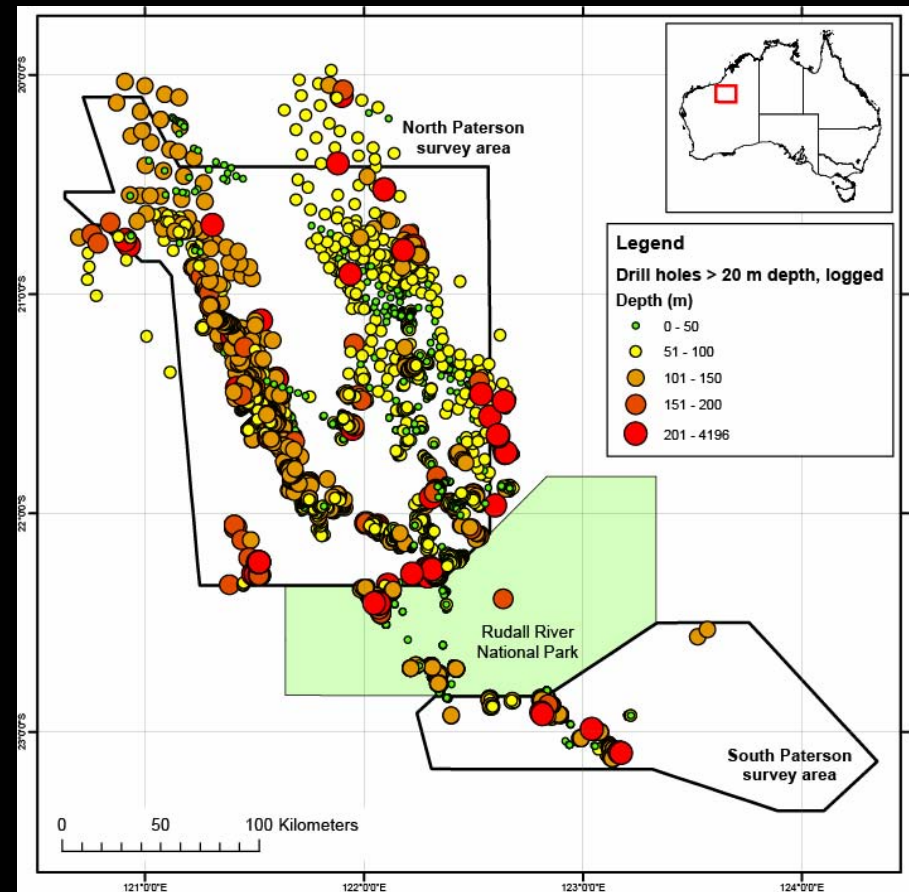 North Paterson
survey area
Legend
Drill holes > 20 m depth, logged
Depth (m)
0 - 50
51 - 100
101 - 150
151 - 200
201 - 4196
20°0'0"S
21°0'0"S
22°0'0"S
23°0'0"S
Rudall River
National Park
South Paterson
survey area
0 50 100 Kilometers
121°0'0"E 122°0'0"E 123°0'0"E 124°0'0"E